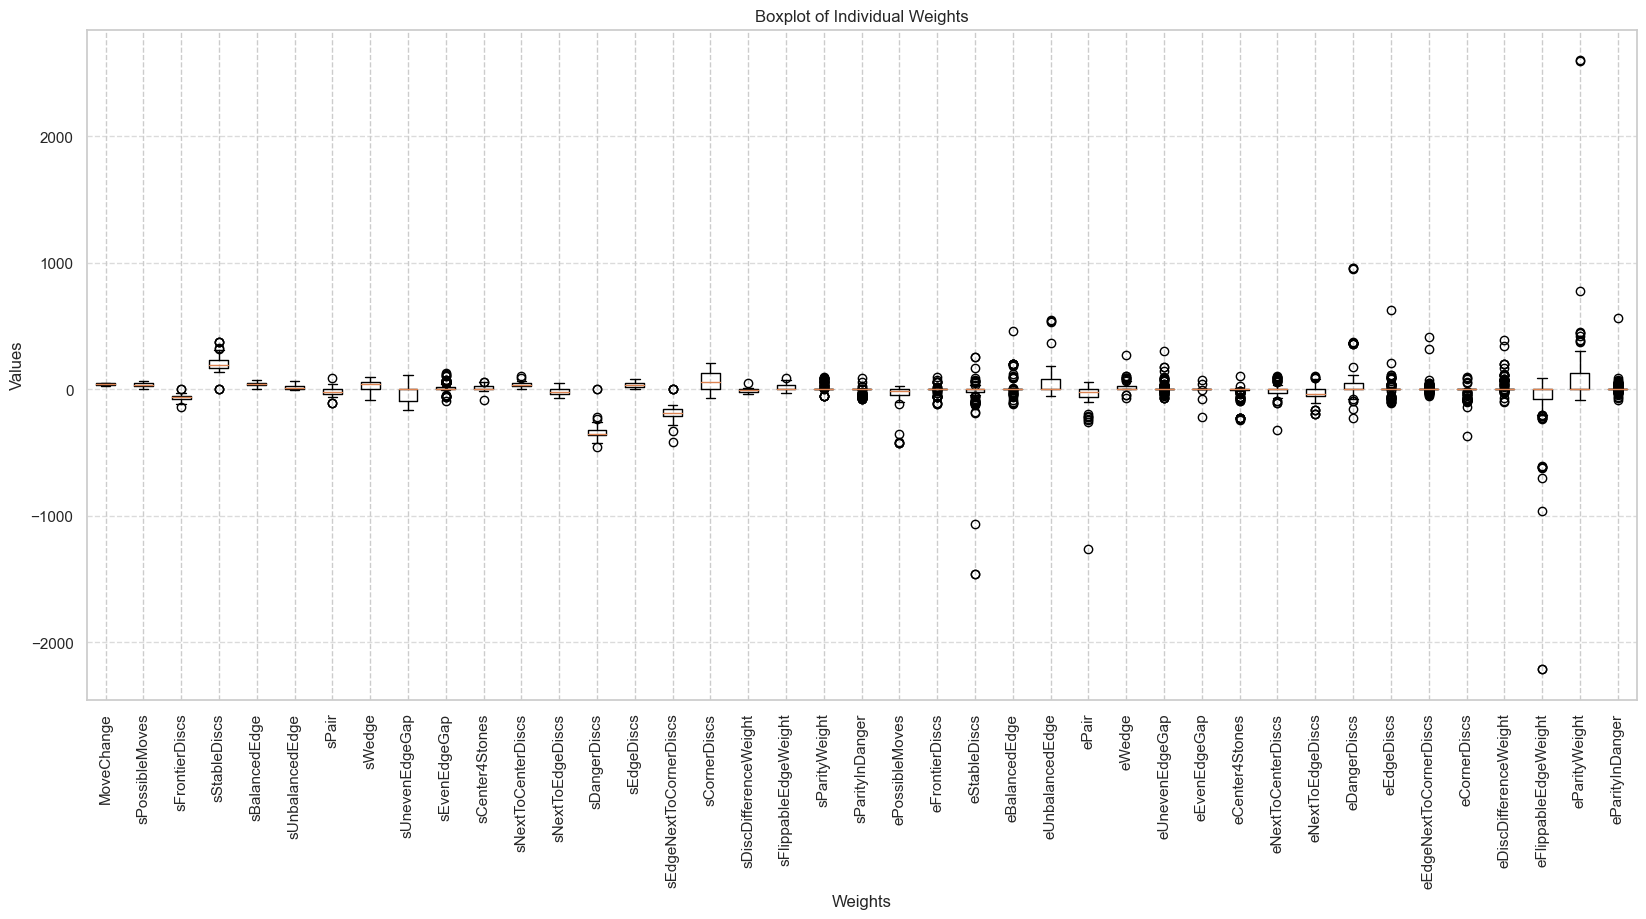 Boxplot of Individual Weights
Values
2000
1000
0
−1000
−2000
MoveChange
sPossibleMoves
sFrontierDiscs
sStableDiscs
sBalancedEdge
sUnbalancedEdge
sPair
sWedge
sUnevenEdgeGap
sEvenEdgeGap
sCenter4Stones
sNextToCenterDiscs
sNextToEdgeDiscs
sDangerDiscs
sEdgeDiscs
sEdgeNextToCornerDiscs
sCornerDiscs
sDiscDifferenceWeight
sFlippableEdgeWeight
sParityWeight
sParityInDanger
ePossibleMoves
eFrontierDiscs
eStableDiscs
eBalancedEdge
eUnbalancedEdge
ePair
eWedge
eUnevenEdgeGap
eEvenEdgeGap
eCenter4Stones
eNextToCenterDiscs
eNextToEdgeDiscs
eDangerDiscs
eEdgeDiscs
eEdgeNextToCornerDiscs
eCornerDiscs
eDiscDifferenceWeight
eFlippableEdgeWeight
eParityWeight
eParityInDanger
Weights